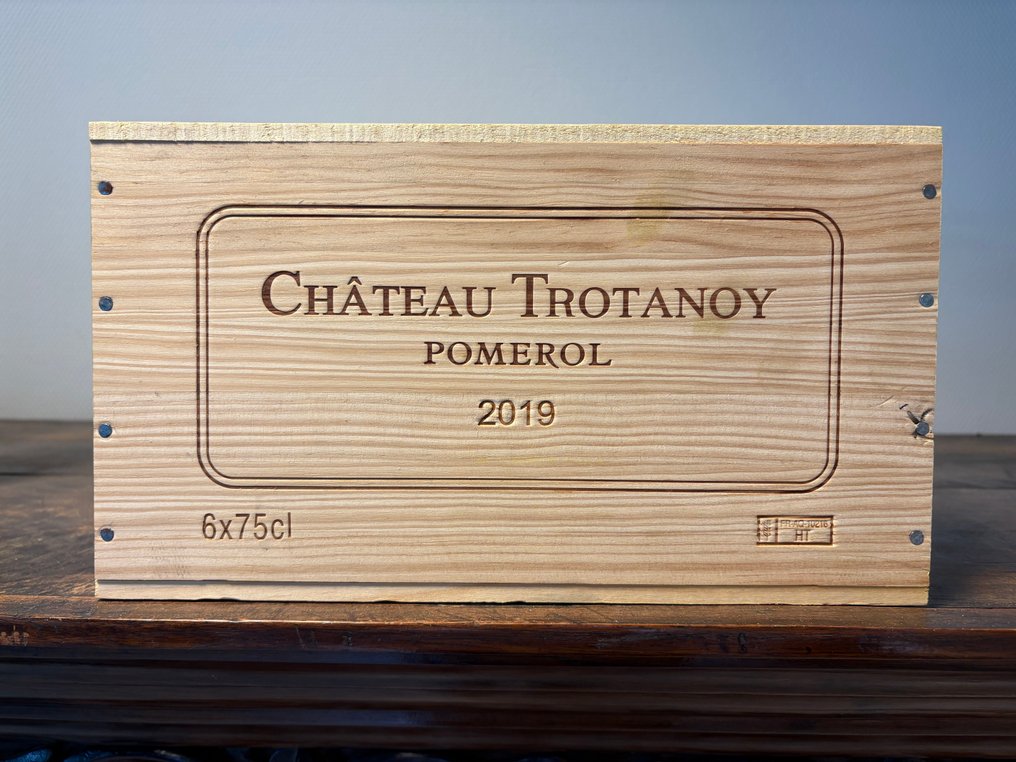 CHÂTEAU TROTANOY
POMEROL
2019
6x75cl
HT